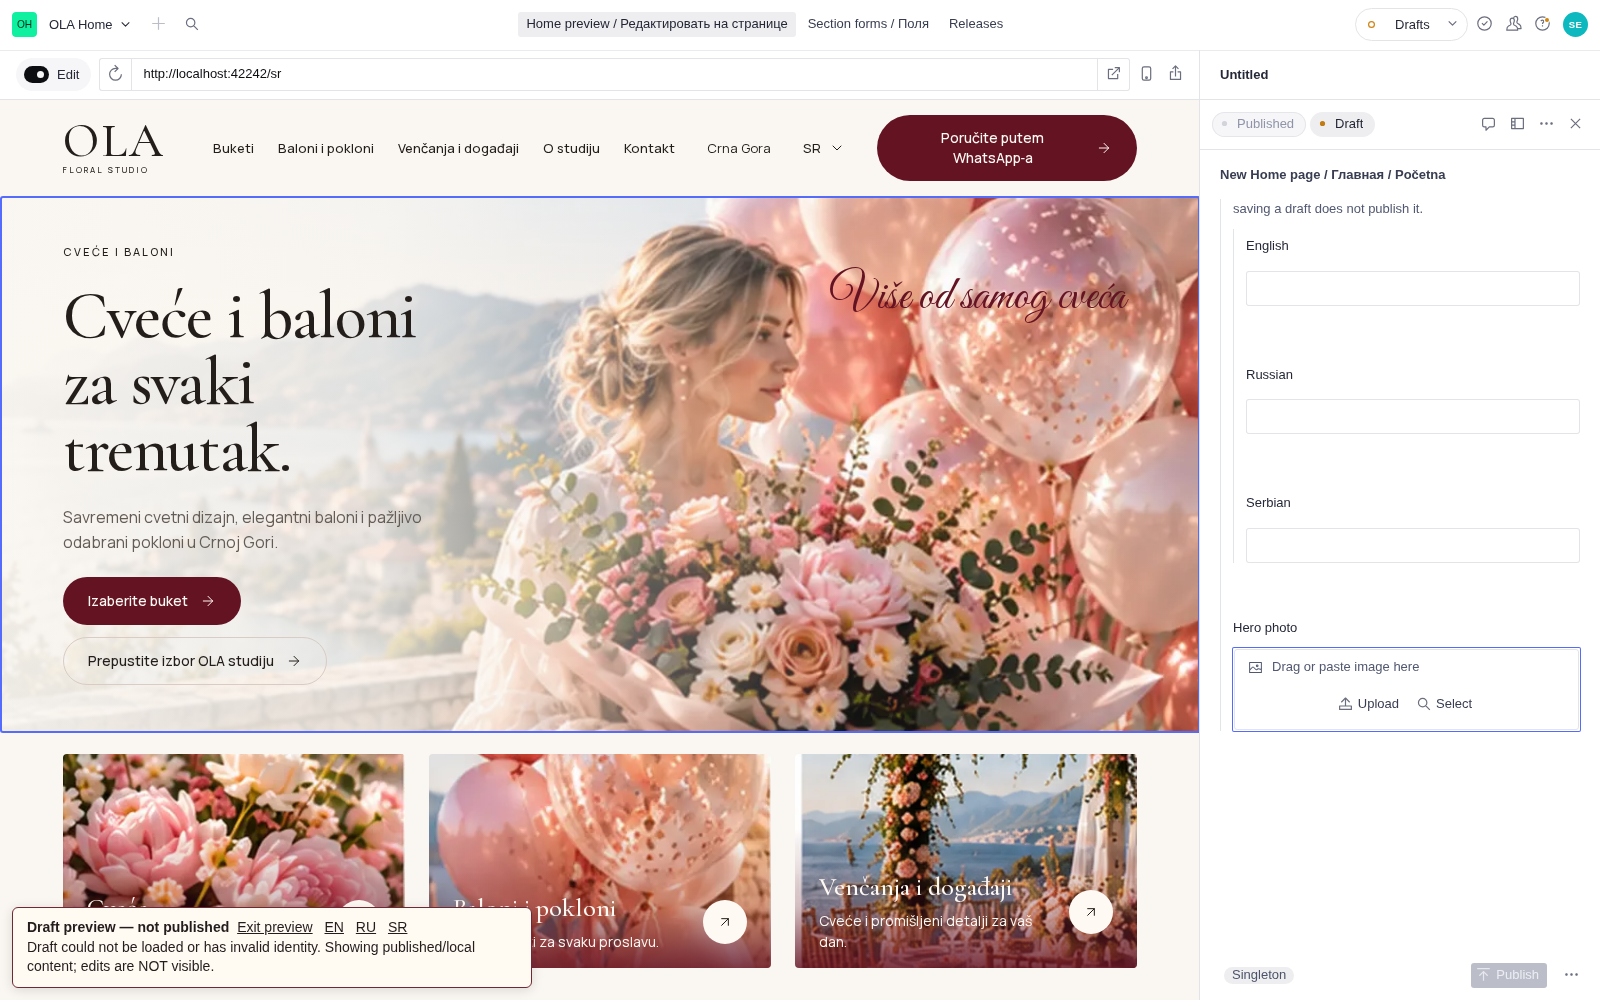 OH
OLA Home
Home preview / Редактировать на странице
Section forms / Поля
Releases
Drafts
SE
Edit
http://localhost:42242/sr
Untitled
Published
Draft
OLA
FLORAL STUDIO
Buketi
Baloni i pokloni
Venčanja i događaji
O studiju
Kontakt
Crna Gora
SR
Poručite putem
WhatsApp-a
New Home page / Главная / Početna
saving a draft does not publish it.
English
Russian
Serbian
Hero photo
Drag or paste image here
Upload
Select
CVEĆE I BALONI
Više od samog cveća
Cveće i baloni
za svaki
trenutak.
Savremeni cvetni dizajn, elegantni baloni i pažljivo
odabrani pokloni u Crnoj Gori.
Izaberite buket
Prepustite izbor OLA studiju
Cveće
Baloni i pokloni
i za svaku proslavu.
Venčanja i događaji
Cveće i promišljeni detalji za vaš
dan.
Draft preview — not published Exit preview EN RU SR
Draft could not be loaded or has invalid identity. Showing published/local
content; edits are NOT visible.
Singleton
Publish